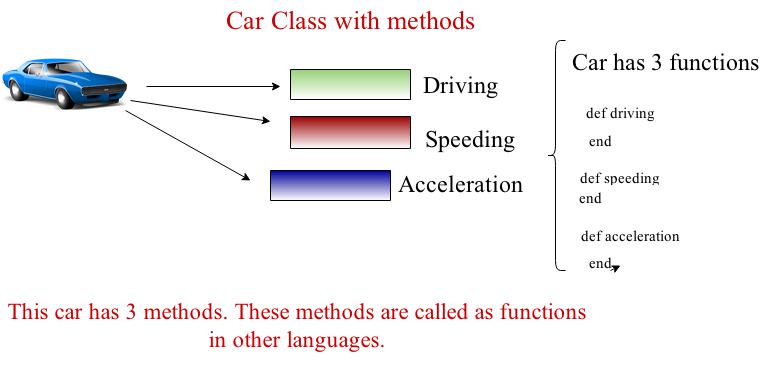 Car Class with methods
Car has 3 functions
Driving
def driving
end
Speeding
def speeding
end
Acceleration
def acceleration
end
This car has 3 methods. These methods are called as functions
in other languages.